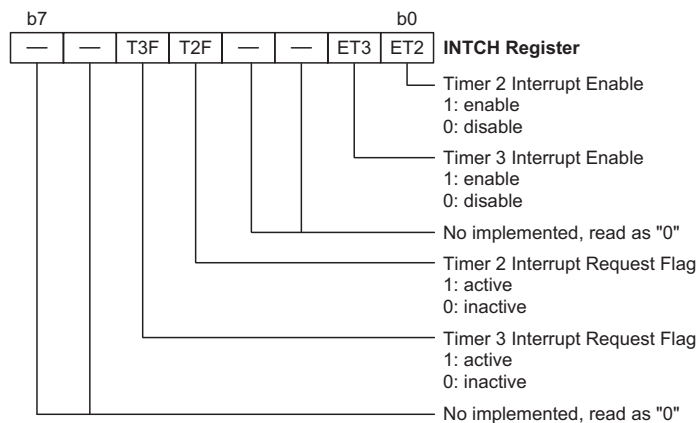 b7 b0
— — T3F T2F — — ET3 ET2 INTCH Register
Timer 2 Interrupt Enable
1: enable
0: disable
Timer 3 Interrupt Enable
1: enable
0: disable
No implemented, read as "0"
Timer 2 Interrupt Request Flag
1: active
0: inactive
Timer 3 Interrupt Request Flag
1: active
0: inactive
No implemented, read as "0"